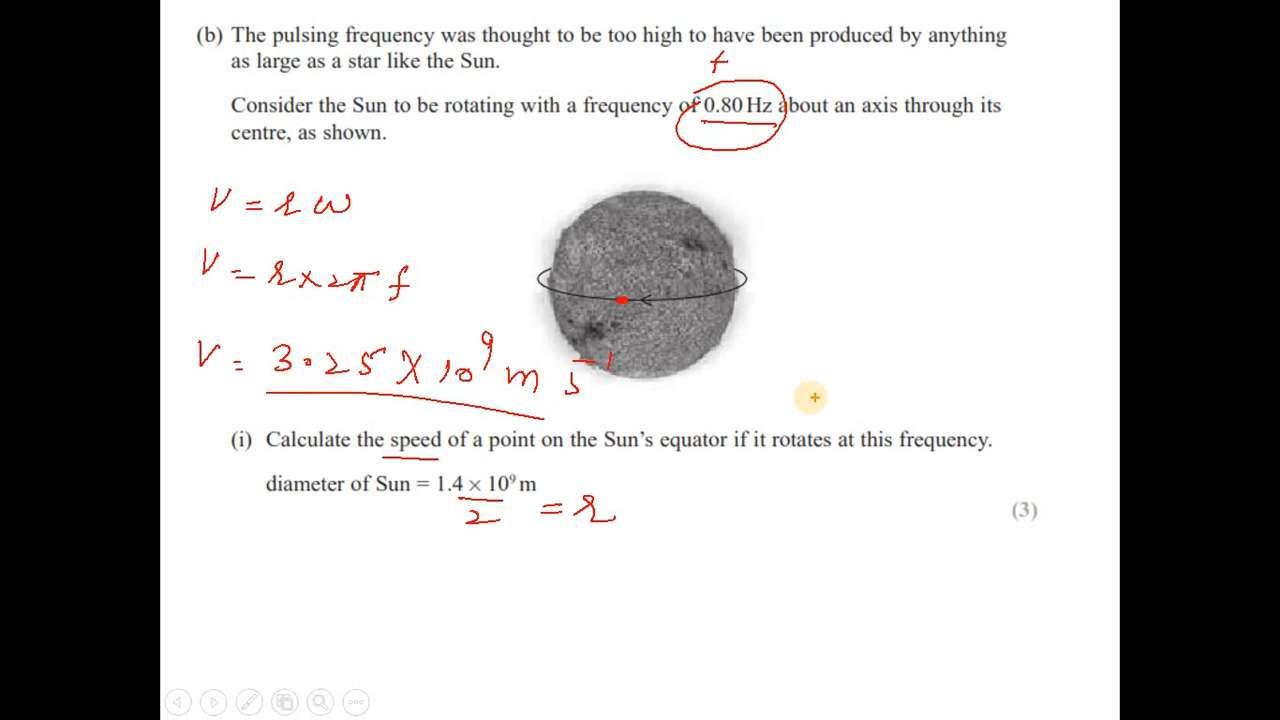 (b) The pulsing frequency was thought to be too high to have been produced by anything
as large as a star like the Sun.
f
Consider the Sun to be rotating with a frequency of 0.80 Hz about an axis through its
centre, as shown.
V = r ω
V = r × 2π f
V = 3.25 × 10⁹ m s⁻¹
(i) Calculate the speed of a point on the Sun's equator if it rotates at this frequency.
diameter of Sun = 1.4 × 10⁹ m
2 = r
(3)